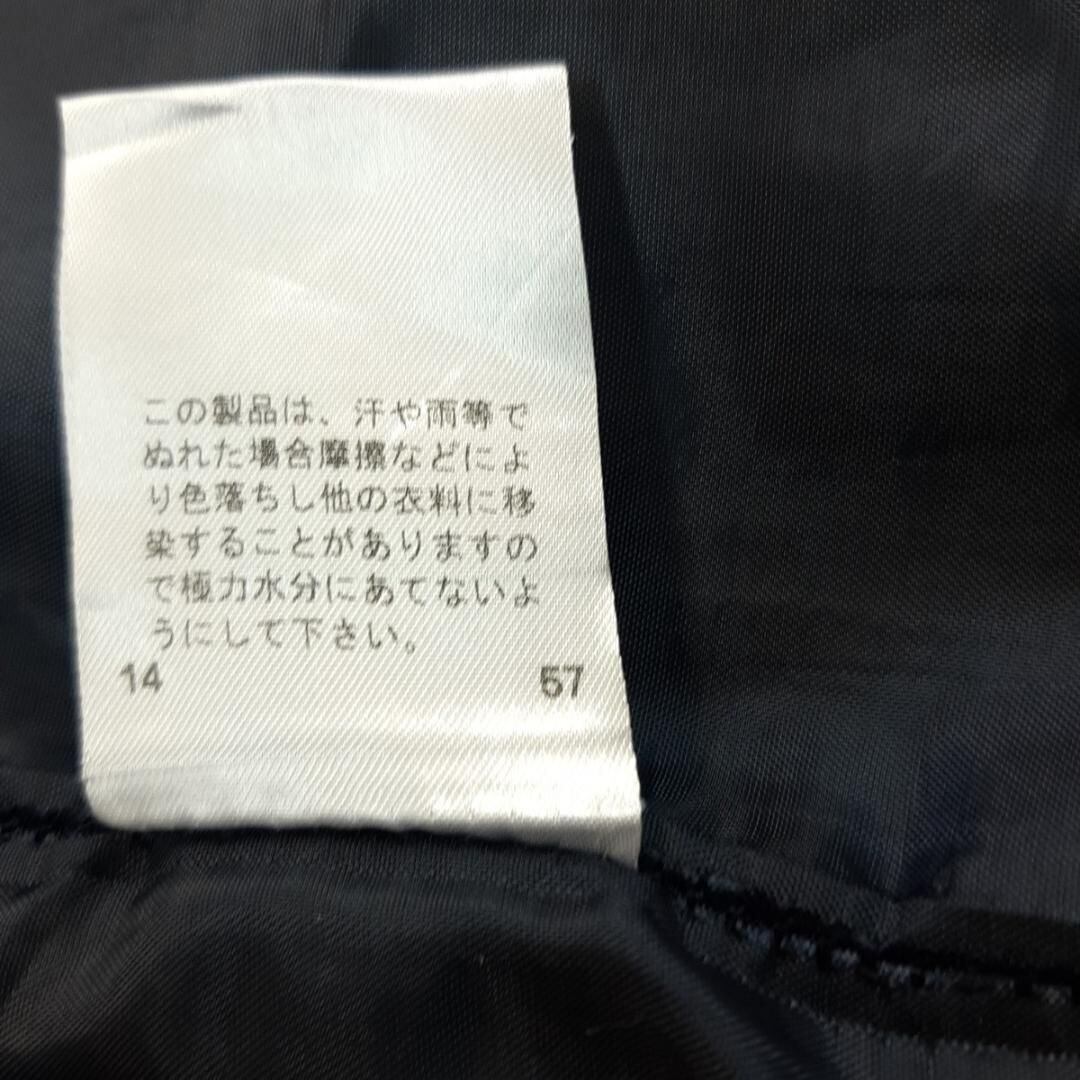 この製品は、汗や雨等で
ぬれた場合摩擦などによ
り色落ちし他の衣料に移
染することがありますの
で極力水分にあてないよ
うにして下さい。
14 57